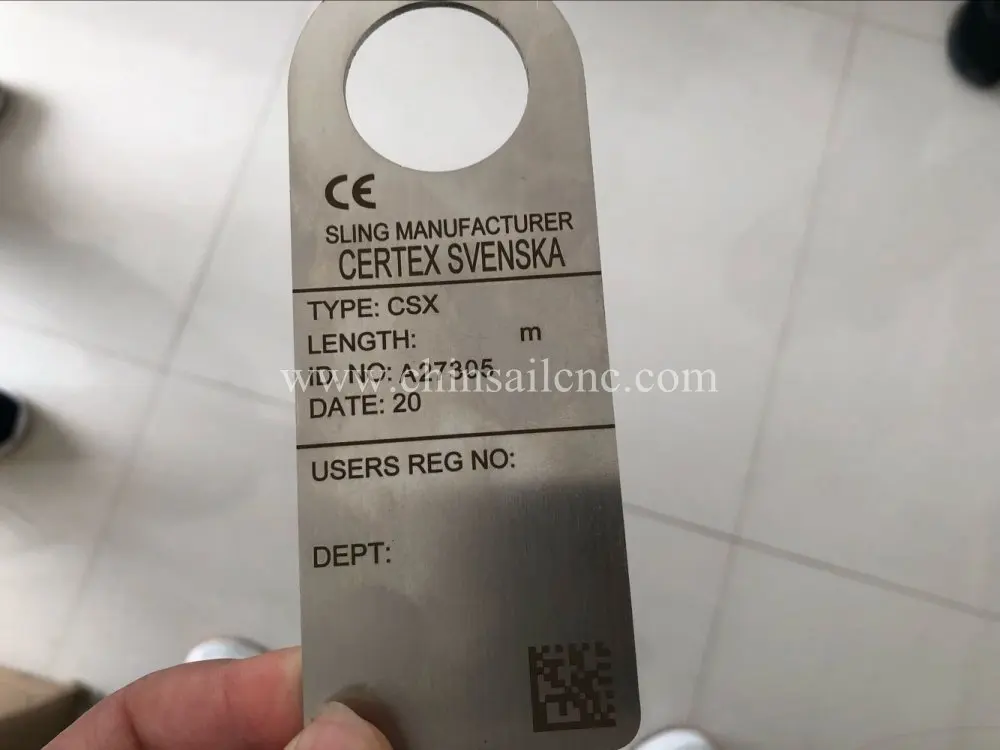 CE
SLING MANUFACTURER
CERTEX SVENSKA
TYPE: CSX
LENGTH: m
ID NO: A27305
www.chinsailcnc.com
DATE: 20
USERS REG NO:
DEPT: